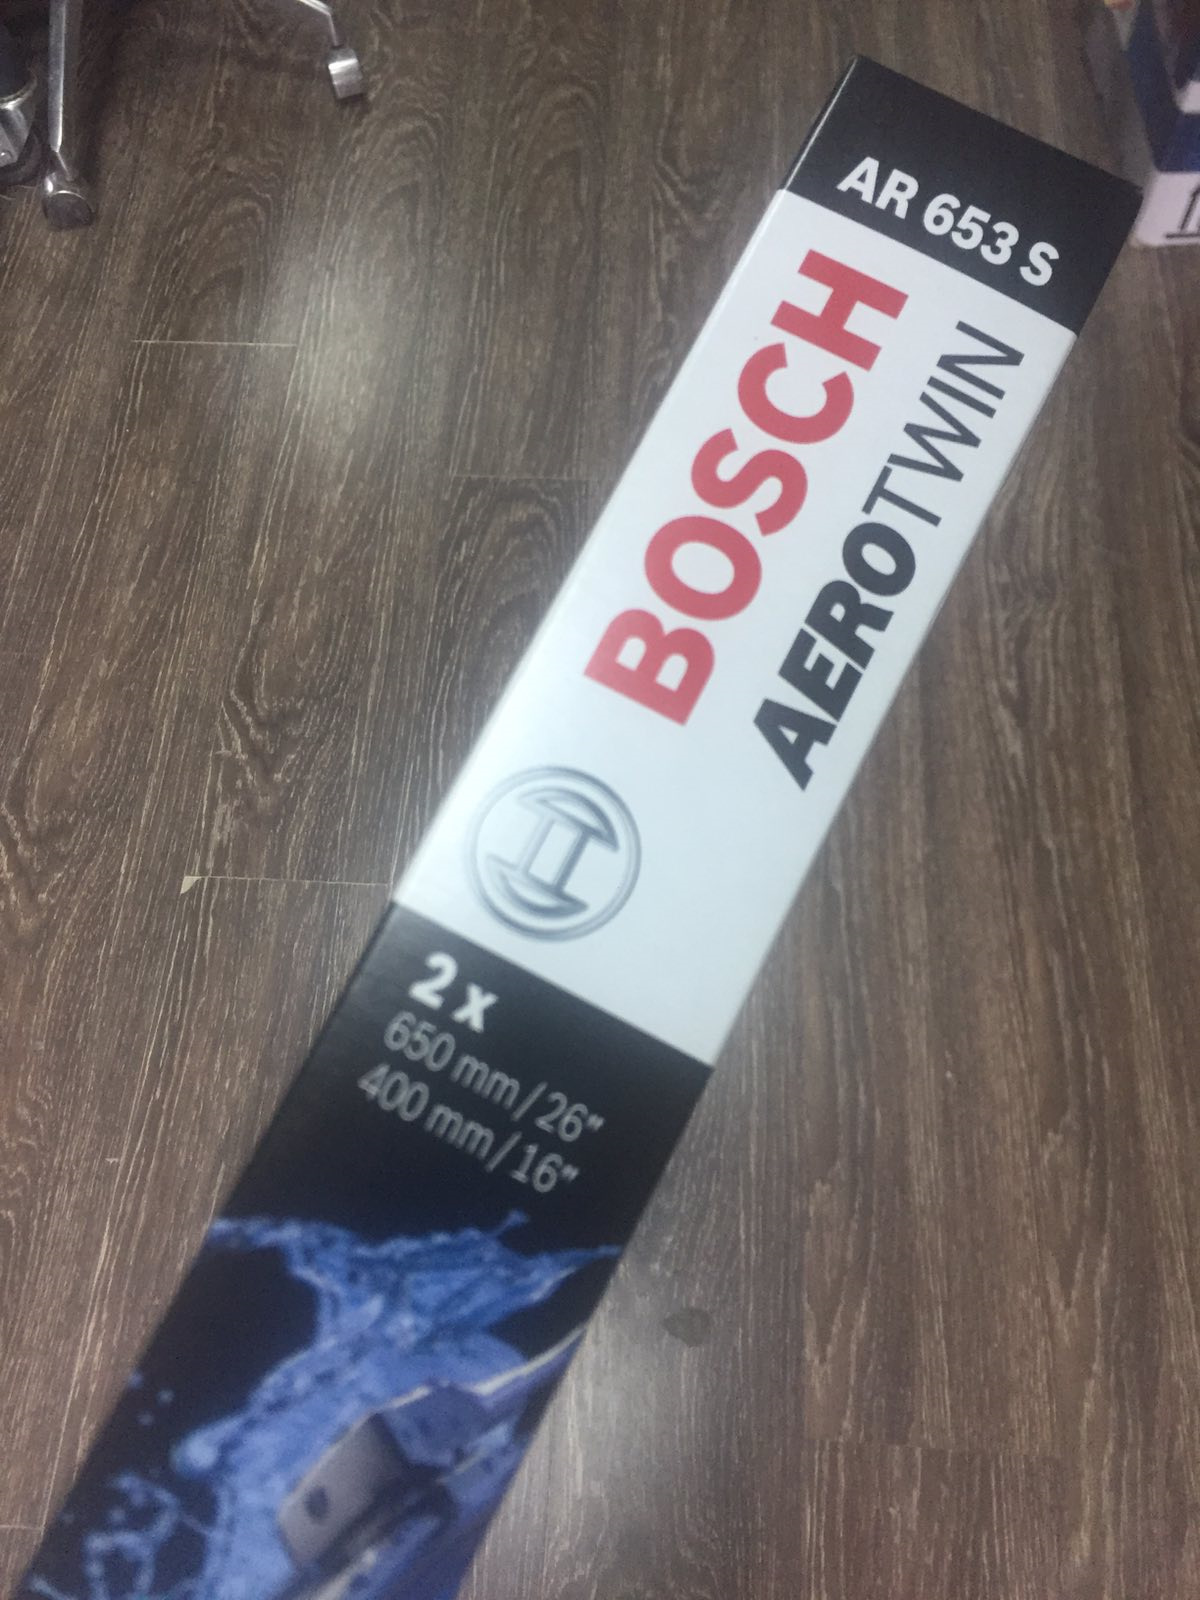 AR 653 S
BOSCH
AEROTWIN
2 x
650 mm / 26"
400 mm / 16"